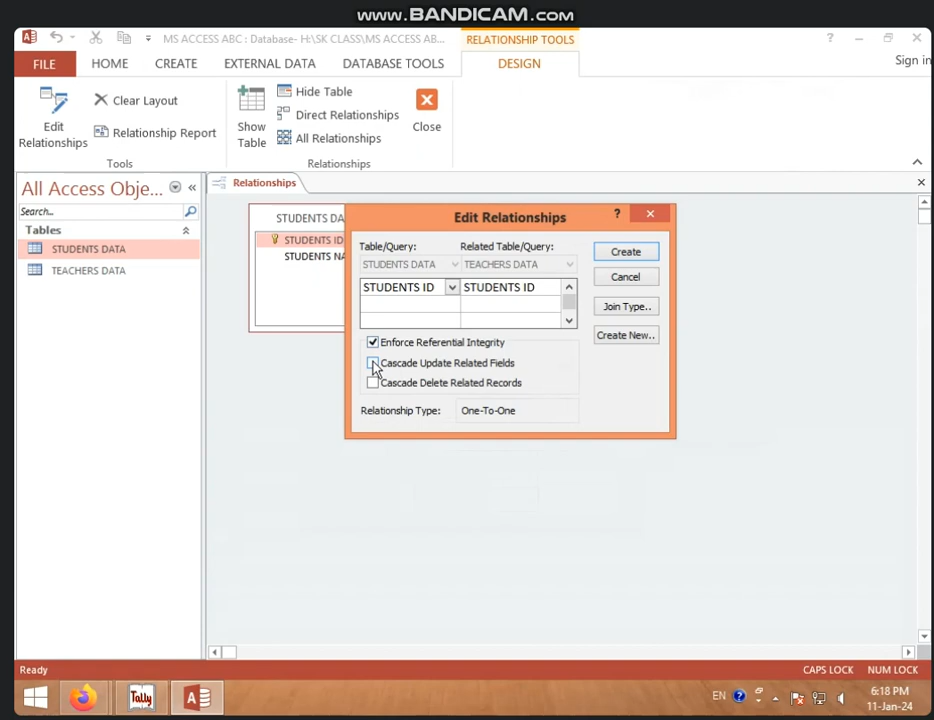 www.BANDICAM.com
MS ACCESS ABC : Database- H:\SK CLASS\MS ACCESS AB...
RELATIONSHIP TOOLS
?
Sign in
FILE
HOME
CREATE
EXTERNAL DATA
DATABASE TOOLS
DESIGN
Edit
Relationships
Clear Layout
Relationship Report
Tools
Show
Table
Hide Table
Direct Relationships
All Relationships
Relationships
Close
All Access Obje...
Search...
Tables
STUDENTS DATA
TEACHERS DATA
Relationships
STUDENTS DA
STUDENTS ID
STUDENTS NA
Edit Relationships
?
Table/Query:
Related Table/Query:
STUDENTS DATA
TEACHERS DATA
STUDENTS ID
STUDENTS ID
Enforce Referential Integrity
Cascade Update Related Fields
Cascade Delete Related Records
Relationship Type:
One-To-One
Create
Cancel
Join Type..
Create New..
Ready
CAPS LOCK
NUM LOCK
Tally
EN
?
6:18 PM
11-Jan-24